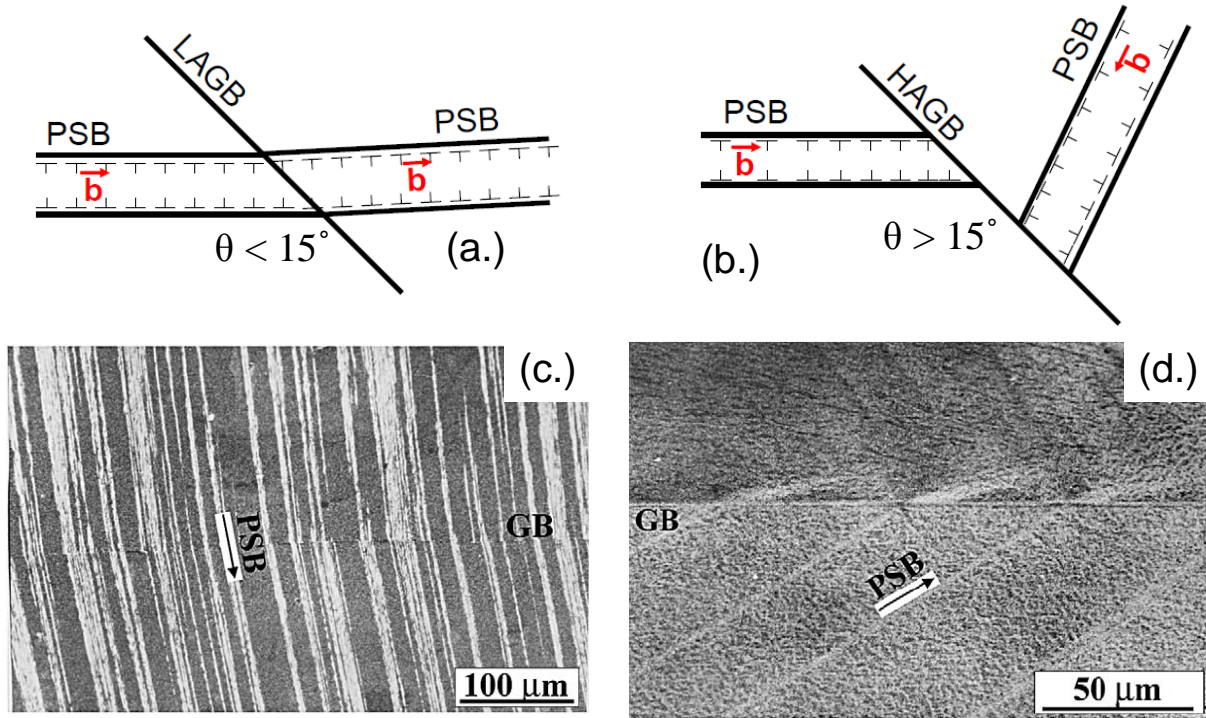 LAGB
PSB
PSB
b
b
θ < 15°
(a.)
HAGB
PSB
PSB
b
b
θ > 15°
(b.)
(c.)
PSB
GB
100 μm
(d.)
GB
PSB
50 μm